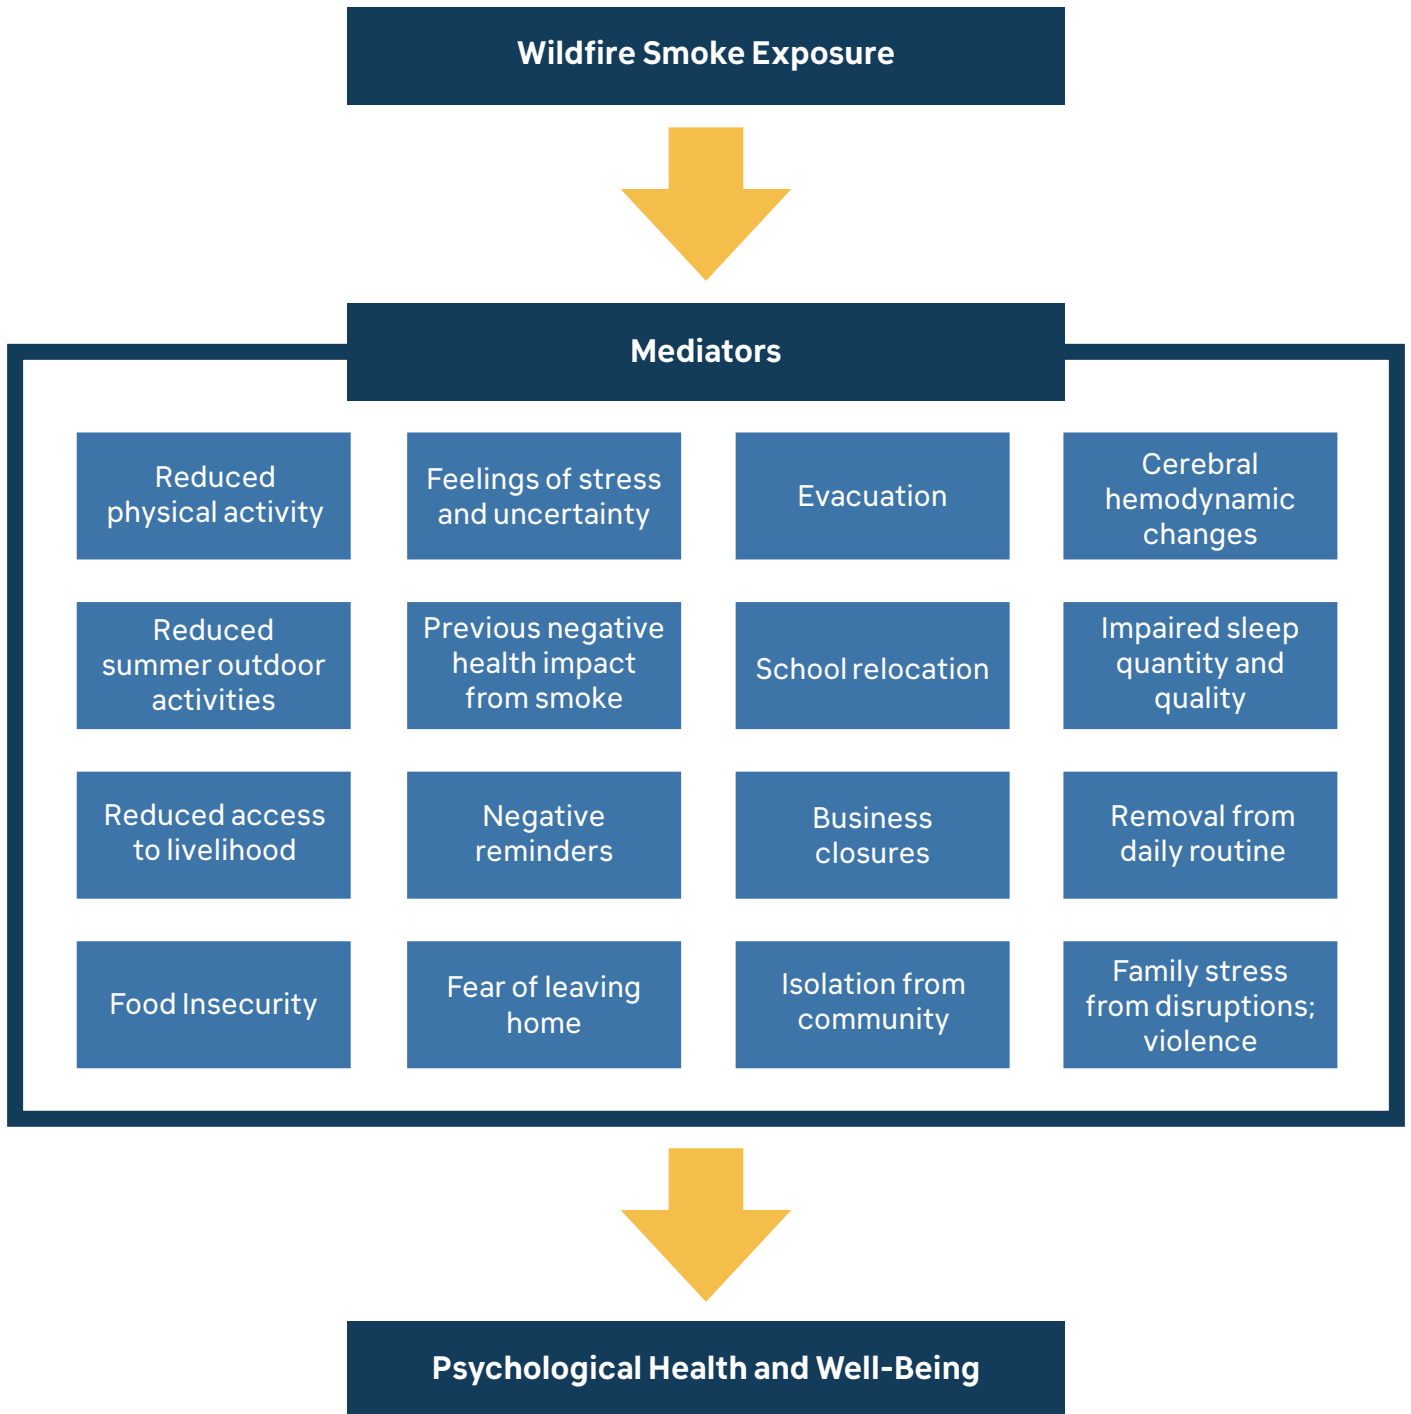 Wildfire Smoke Exposure
Mediators
Reduced
physical activity
Feelings of stress
and uncertainty
Evacuation
Cerebral
hemodynamic
changes
Reduced
summer outdoor
activities
Previous negative
health impact
from smoke
School relocation
Impaired sleep
quantity and
quality
Reduced access
to livelihood
Negative
reminders
Business
closures
Removal from
daily routine
Food Insecurity
Fear of leaving
home
Isolation from
community
Family stress
from disruptions;
violence
Psychological Health and Well-Being